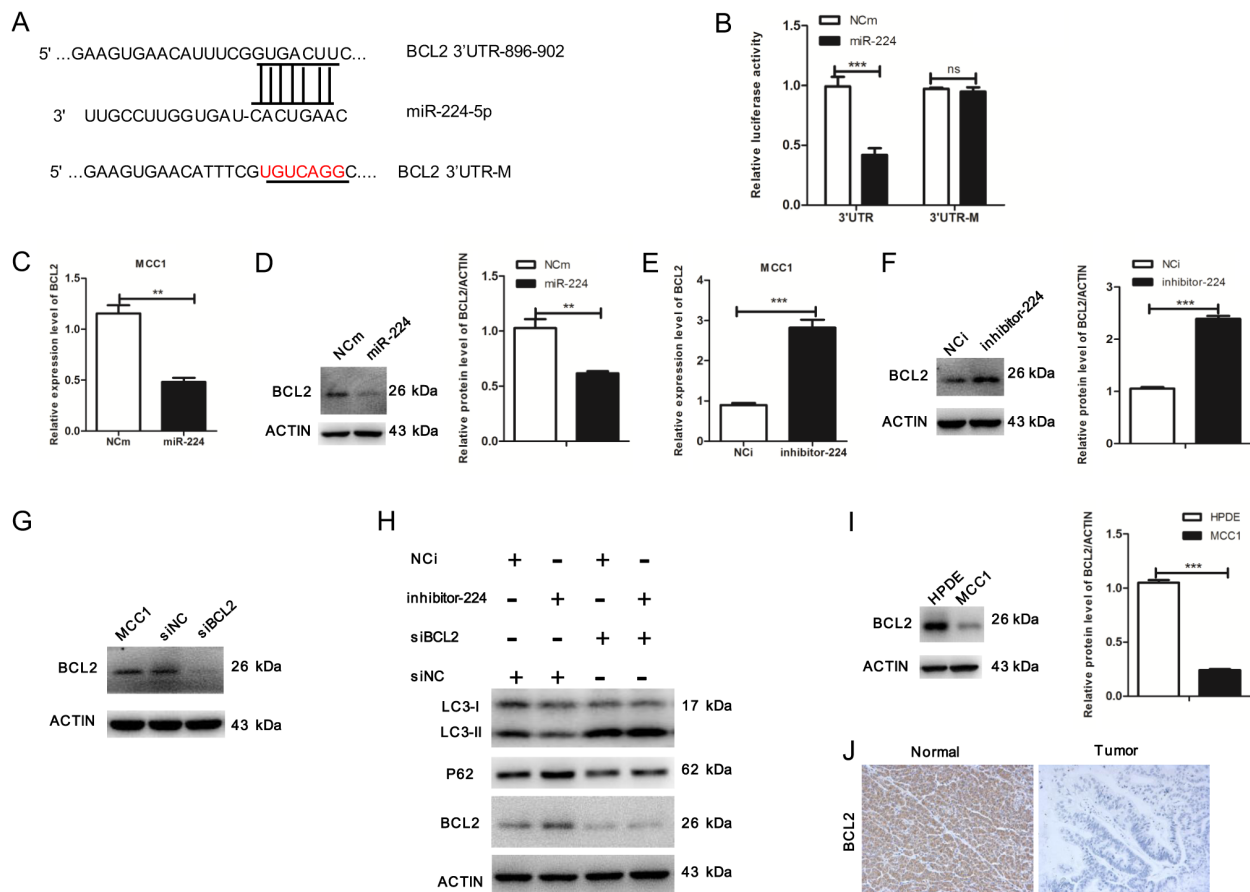 A
5' ...GAAGUGAACAUUUCGGUGACUUC... BCL2 3'UTR-896-902
3' UUGCCUUGGUGAU-CACUGAAC miR-224-5p
5' ...GAAGUGAACATTTCGUGUCAGGC.... BCL2 3'UTR-M
B
NCm
miR-224
Relative luciferase activity
1.5
1.0
0.5
0.0
***
ns
3'UTR 3'UTR-M
C
MCC1
Relative expression level of BCL2
1.5
1.0
0.5
0.0
**
NCm miR-224
D
NCm miR-224
BCL2 26 kDa
ACTIN 43 kDa
NCm
miR-224
Relative protein level of BCL2/ACTIN
1.5
1.0
0.5
0.0
**
E
MCC1
Relative expression level of BCL2
4
3
2
1
0
***
NCi inhibitor-224
F
NCi inhibitor-224
BCL2 26 kDa
ACTIN 43 kDa
NCi
inhibitor-224
Relative protein level of BCL2/ACTIN
3
2
1
0
***
G
MCC1 siNC siBCL2
BCL2 26 kDa
ACTIN 43 kDa
H
NCi + - + -
inhibitor-224 - + - +
siBCL2 - - + +
siNC + + - -
LC3-I 17 kDa
LC3-II
P62 62 kDa
BCL2 26 kDa
ACTIN 43 kDa
I
HPDE MCC1
BCL2 26 kDa
ACTIN 43 kDa
HPDE
MCC1
Relative protein level of BCL2/ACTIN
1.5
1.0
0.5
0.0
***
J
Normal Tumor
BCL2